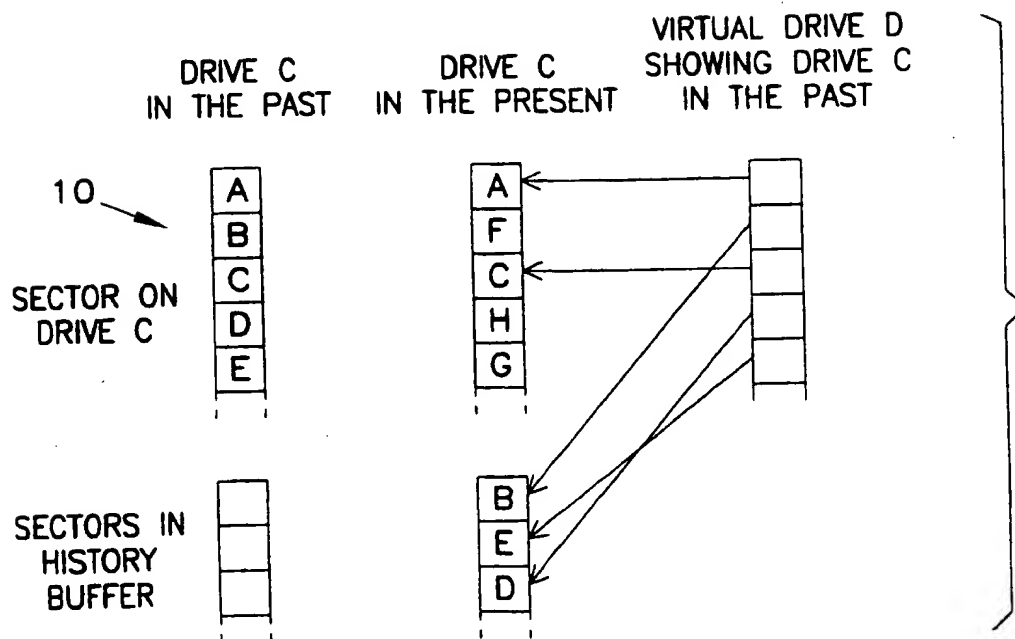 DRIVE C
IN THE PAST
DRIVE C
IN THE PRESENT
VIRTUAL DRIVE D
SHOWING DRIVE C
IN THE PAST
10
SECTOR ON
DRIVE C
A
B
C
D
E
A
F
C
H
G
SECTORS IN
HISTORY
BUFFER
B
E
D